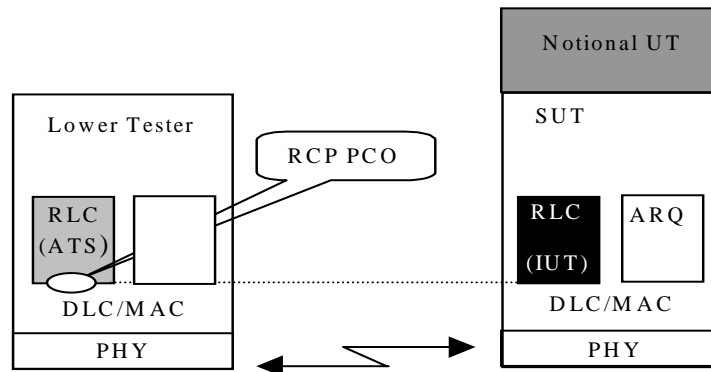 Notional UT
Lower Tester
SUT
RCP PCO
RLC
(ATS)
RLC
(IUT)
ARQ
DLC/MAC
DLC/MAC
PHY
PHY